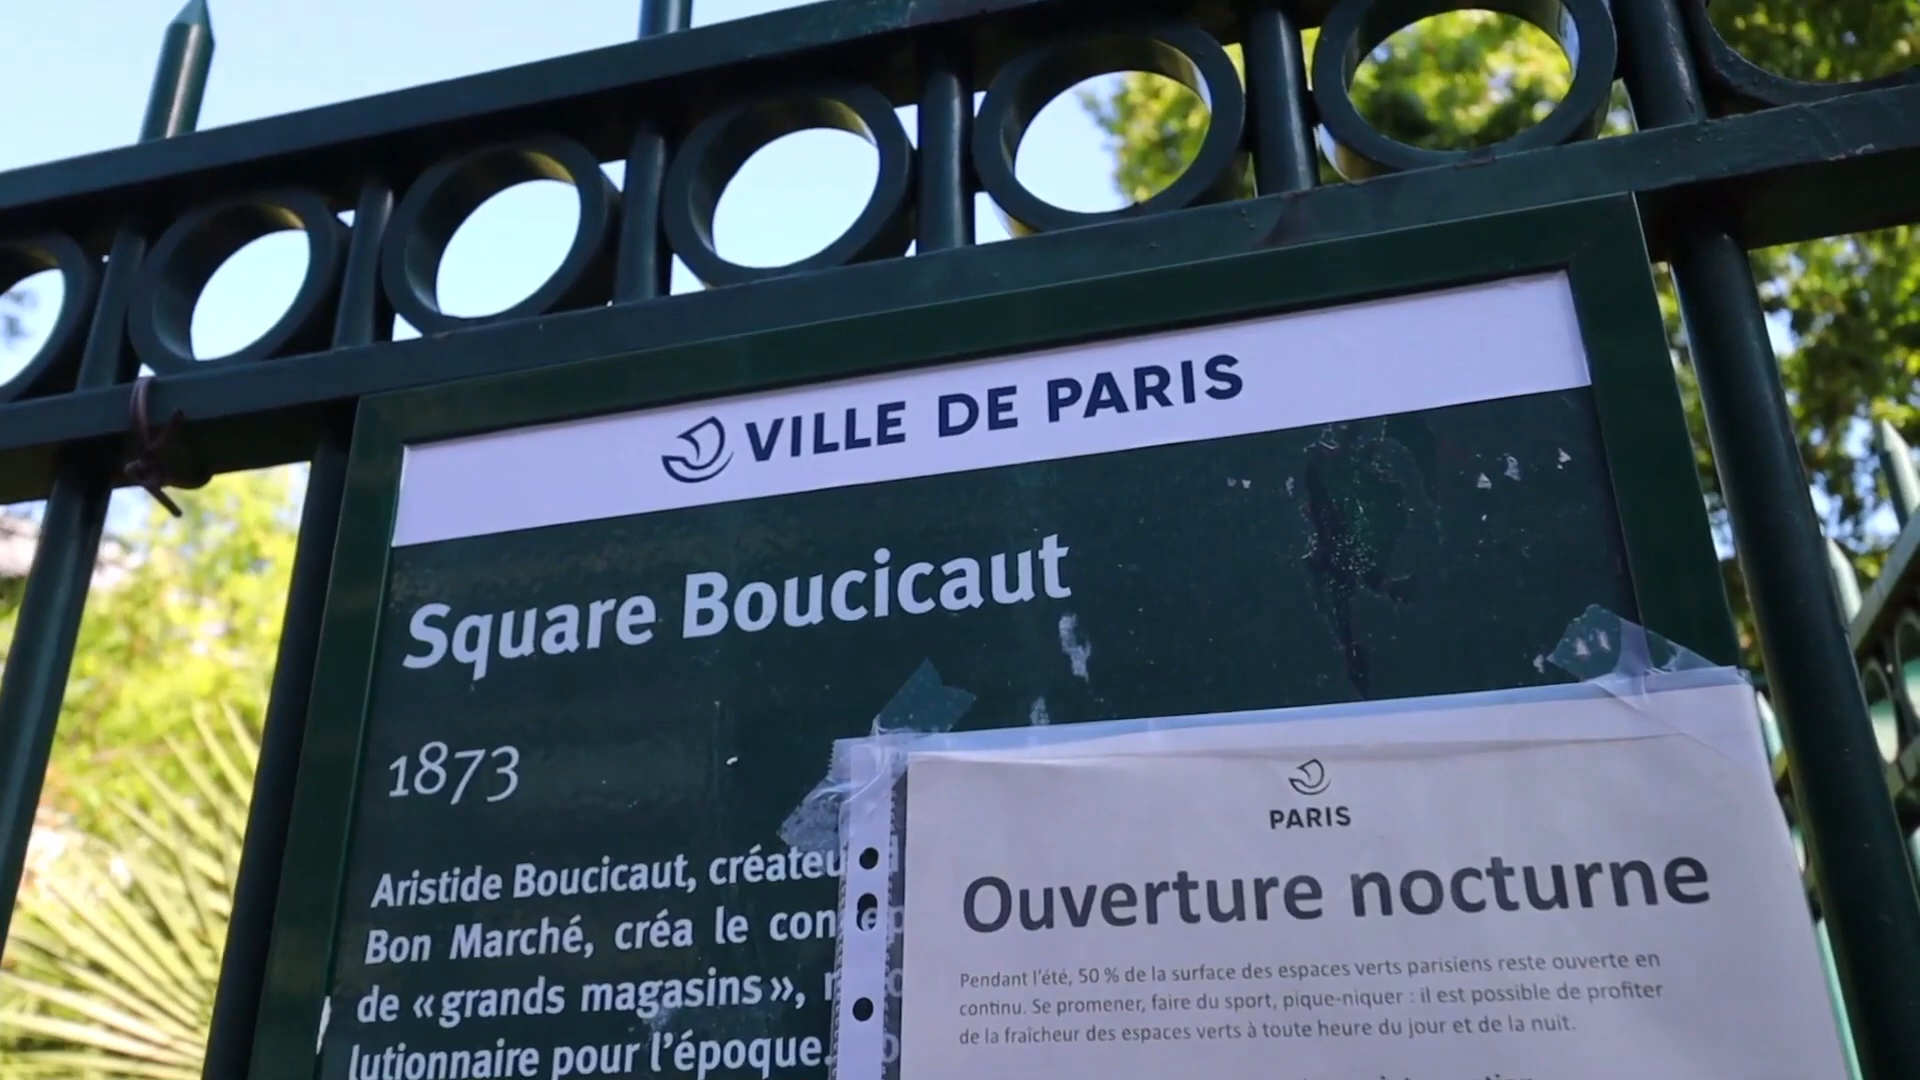 VILLE DE PARIS
Square Boucicaut
1873
Aristide Boucicaut, créateu
Bon Marché, créa le concep
de «grands magasins»,
lutionnaire pour l'époque.
PARIS
Ouverture nocturne
Pendant l'été, 50 % de la surface des espaces verts parisiens reste ouverte en
continu. Se promener, faire du sport, pique-niquer : il est possible de profiter
de la fraîcheur des espaces verts à toute heure du jour et de la nuit.